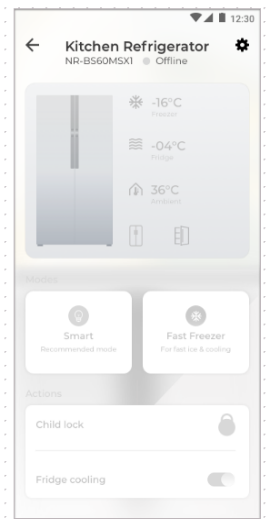 12:30
Kitchen Refrigerator
NR-BS60MSX1 Offline
-16°C
Freezer
-04°C
Fridge
36°C
Ambient
Modes
Smart
Recommended mode
Fast Freezer
For fast ice & cooling
Actions
Child lock
Fridge cooling